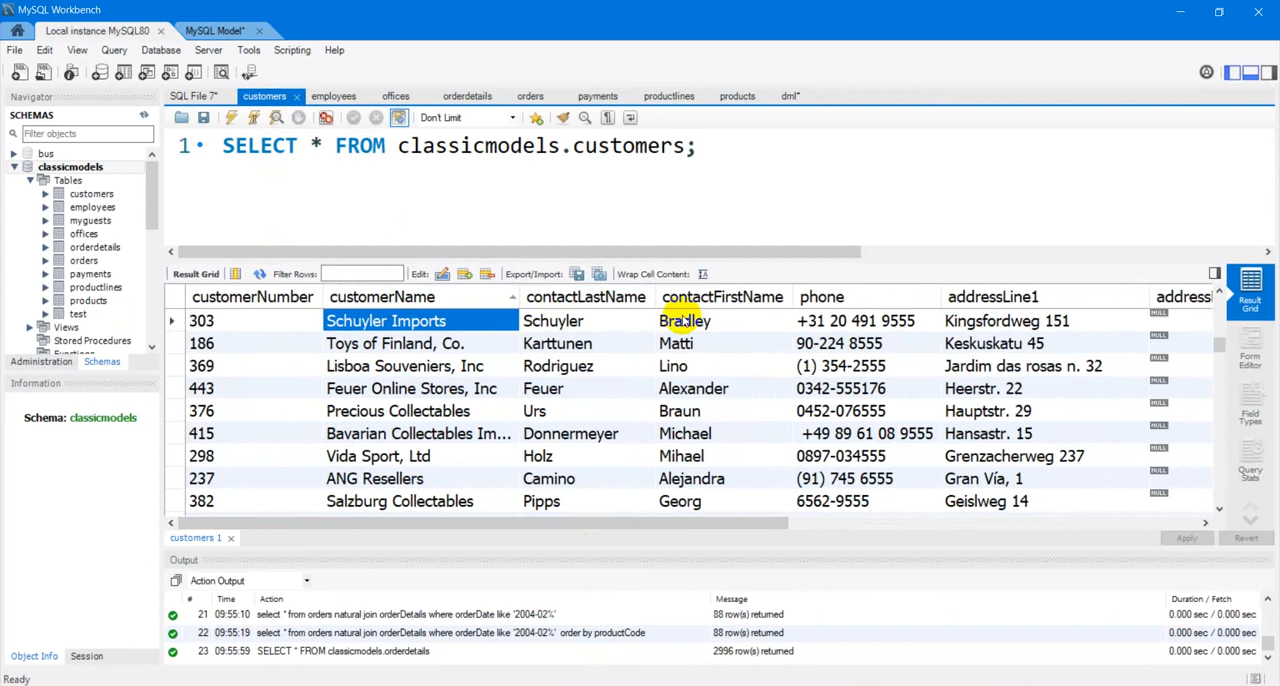 MySQL Workbench
Local instance MySQL80 MySQL Model*
File Edit View Query Database Server Tools Scripting Help
Navigator
SCHEMAS
Filter objects
bus
classicmodels
Tables
customers
employees
myguests
offices
orderdetails
orders
payments
productlines
products
test
Views
Stored Procedures
Administration Schemas
Information
Schema: classicmodels
Object Info Session
SQL File 7* customers employees offices orderdetails orders payments productlines products dml*
Don't Limit
1 SELECT * FROM classicmodels.customers;
Result Grid Filter Rows: Edit: Export/Import: Wrap Cell Content:
customerNumber customerName contactLastName contactFirstName phone addressLine1 addressl
303 Schuyler Imports Schuyler Bradley +31 20 491 9555 Kingsfordweg 151 NULL
186 Toys of Finland, Co. Karttunen Matti 90-224 8555 Keskuskatu 45 NULL
369 Lisboa Souveniers, Inc Rodriguez Lino (1) 354-2555 Jardim das rosas n. 32 NULL
443 Feuer Online Stores, Inc Feuer Alexander 0342-555176 Heerstr. 22 NULL
376 Precious Collectables Urs Braun 0452-076555 Hauptstr. 29 NULL
415 Bavarian Collectables Im... Donnermeyer Michael +49 89 61 08 9555 Hansastr. 15 NULL
298 Vida Sport, Ltd Holz Mihael 0897-034555 Grenzacherweg 237 NULL
237 ANG Resellers Camino Alejandra (91) 745 6555 Gran Vía, 1 NULL
382 Salzburg Collectables Pipps Georg 6562-9555 Geislweg 14 NULL
Result Grid
Form Editor
Field Types
Query Stats
customers 1 Apply Revert
Output
Action Output
# Time Action Message Duration / Fetch
21 09:55:10 select * from orders natural join orderDetails where orderDate like '2004-02%' 88 row(s) returned 0.000 sec / 0.000 sec
22 09:55:19 select * from orders natural join orderDetails where orderDate like '2004-02%' order by productCode 88 row(s) returned 0.000 sec / 0.000 sec
23 09:55:59 SELECT * FROM classicmodels.orderdetails 2996 row(s) returned 0.000 sec / 0.000 sec